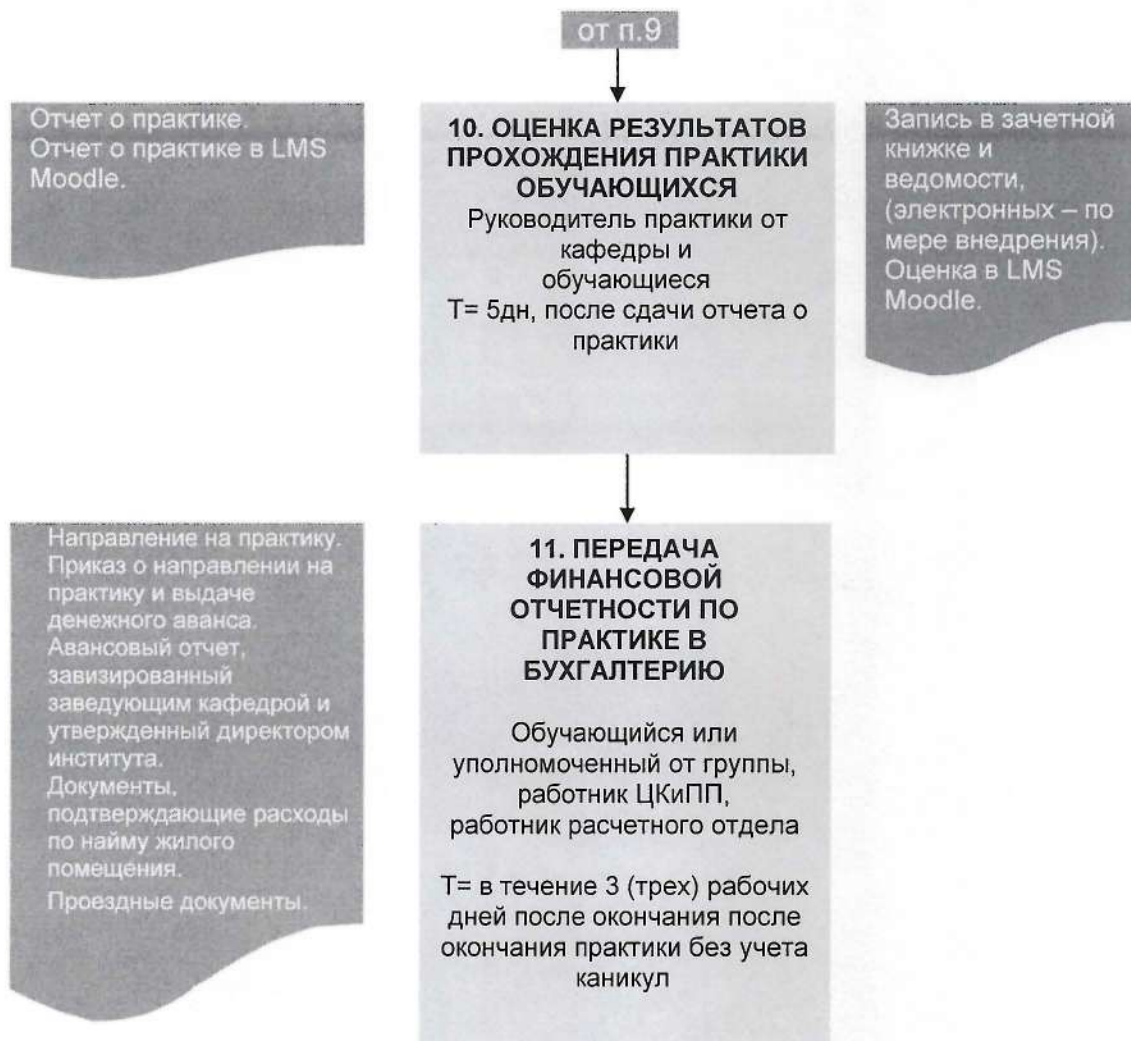 от п.9
Отчет о практике.
Отчет о практике в LMS
Moodle.
10. ОЦЕНКА РЕЗУЛЬТАТОВ
ПРОХОЖДЕНИЯ ПРАКТИКИ
ОБУЧАЮЩИХСЯ
Руководитель практики от
кафедры и
обучающиеся
Т= 5дн, после сдачи отчета о
практики
Запись в зачетной
книжке и
ведомости,
(электронных – по
мере внедрения).
Оценка в LMS
Moodle.
Направление на практику.
Приказ о направлении на
практику и выдаче
денежного аванса.
Авансовый отчет,
завизированный
заведующим кафедрой и
утвержденный директором
института.
Документы,
подтверждающие расходы
по найму жилого
помещения.
Проездные документы.
11. ПЕРЕДАЧА
ФИНАНСОВОЙ
ОТЧЕТНОСТИ ПО
ПРАКТИКЕ В
БУХГАЛТЕРИЮ
Обучающийся или
уполномоченный от группы,
работник ЦКиПП,
работник расчетного отдела
Т= в течение 3 (трех) рабочих
дней после окончания после
окончания практики без учета
каникул